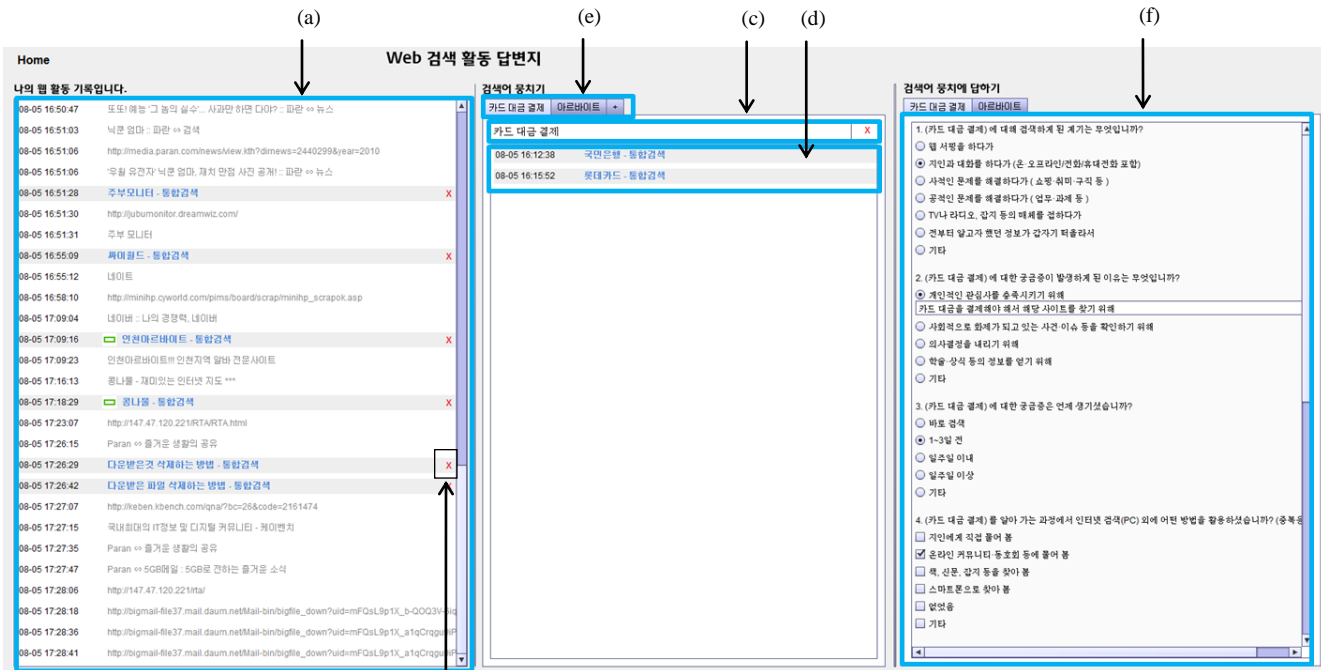 (a)
(e)
(c)
(d)
(f)
Home
Web 검색 활동 답변지
나의 웹 활동 기록입니다.
08-05 16:50:47 또또! 예능 '그 놈의 실수'... 사과만 하면 다야? :: 파란 ⇔ 뉴스
08-05 16:51:03 닉쿤 엄마 :: 파란 ⇔ 검색
08-05 16:51:06 http://media.paran.com/news/view.kth?dirnews=2440299&year=2010
08-05 16:51:06 '우월 유전자' 닉쿤 엄마, 재치 만점 사진 공개! :: 파란 ⇔ 뉴스
08-05 16:51:28 주부모니터 - 통합검색 X
08-05 16:51:30 http://jubumonitor.dreamwiz.com/
08-05 16:51:31 주부 모니터
08-05 16:55:09 싸이월드 - 통합검색 X
08-05 16:55:12 네이트
08-05 16:58:10 http://minihp.cyworld.com/pims/board/scrap/minihp_scrapok.asp
08-05 17:09:04 네이버 :: 나의 경쟁력, 네이버
08-05 17:09:16 인천아르바이트 - 통합검색 X
08-05 17:09:23 인천아르바이트!!! 인천지역 알바 전문사이트
08-05 17:16:13 콩나물 - 재미있는 인터넷 지도 ***
08-05 17:18:29 콩나물 - 통합검색 X
08-05 17:23:07 http://147.47.120.221/RTA/RTA.html
08-05 17:26:15 Paran ⇔ 즐거운 생활의 공유
08-05 17:26:29 다운받은것 삭제하는 방법 - 통합검색 X
08-05 17:26:42 다운받은 파일 삭제하는 방법 - 통합검색
08-05 17:27:07 http://keben.kbench.com/qna/?bc=26&code=2161474
08-05 17:27:15 국내최대의 IT정보 및 디지털 커뮤니티 - 케이벤치
08-05 17:27:35 Paran ⇔ 즐거운 생활의 공유
08-05 17:27:47 Paran ⇔ 5GB메일 : 5GB로 전하는 즐거운 소식
08-05 17:28:06 http://147.47.120.221/rta/
08-05 17:28:18 http://bigmail-file37.mail.daum.net/Mail-bin/bigfile_down?uid=mFQsL9p1X_b-QOQ3V-
08-05 17:28:36 http://bigmail-file37.mail.daum.net/Mail-bin/bigfile_down?uid=mFQsL9p1X_a1qCrqgu
08-05 17:28:41 http://bigmail-file37.mail.daum.net/Mail-bin/bigfile_down?uid=mFQsL9p1X_a1qCrqgu
검색어 뭉치기
카드 대금 결제 아르바이트 +
카드 대금 결제 X
08-05 16:12:38 국민은행 - 통합검색
08-05 16:15:52 롯데카드 - 통합검색
검색어 뭉치에 답하기
카드 대금 결제 아르바이트
1. (카드 대금 결제) 에 대해 검색하게 된 계기는 무엇입니까?
웹 서핑을 하다가
지인과 대화를 하다가 (온·오프라인/전화/휴대전화 포함)
사적인 문제를 해결하다가 ( 쇼핑·취미·구직 등 )
공적인 문제를 해결하다가 ( 업무·과제 등 )
TV나 라디오, 잡지 등의 매체를 접하다가
전부터 알고자 했던 정보가 갑자기 떠올라서
기타
2. (카드 대금 결제) 에 대한 궁금증이 발생하게 된 이유는 무엇입니까?
개인적인 관심사를 충족시키기 위해
카드 대금을 결제해야 해서 해당 사이트를 찾기 위해
사회적으로 화제가 되고 있는 사건·이슈 등을 확인하기 위해
의사결정을 내리기 위해
학술·상식 등의 정보를 얻기 위해
기타
3. (카드 대금 결제) 에 대한 궁금증은 언제 생기셨습니까?
바로 검색
1~3일 전
일주일 이내
일주일 이상
기타
4. (카드 대금 결제) 를 알아 가는 과정에서 인터넷 검색(PC) 외에 어떤 방법을 활용하셨습니까? (중복응
지인에게 직접 물어 봄
온라인 커뮤니티·동호회 등에 물어 봄
책, 신문, 잡지 등을 찾아 봄
스마트폰으로 찾아 봄
없었음
기타